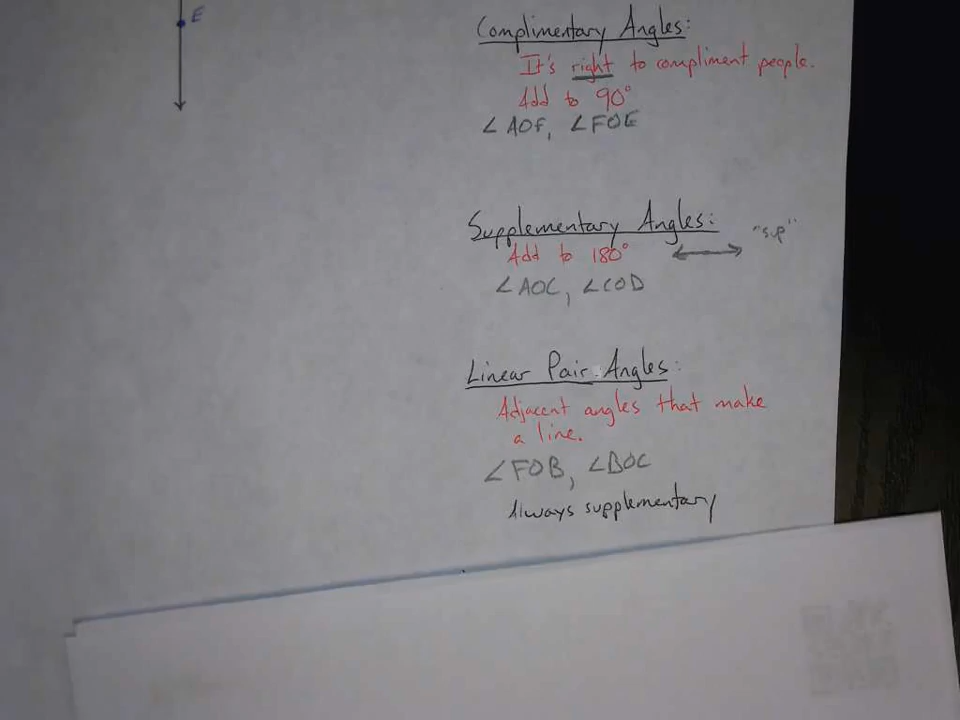 E
Complimentary Angles:
It's right to compliment people.
Add to 90°
∠AOF, ∠FOE
Supplementary Angles:
"sup"
Add to 180°
∠AOC, ∠COD
Linear Pair Angles:
Adjacent angles that make
a line.
∠FOB, ∠BOC
Always supplementary